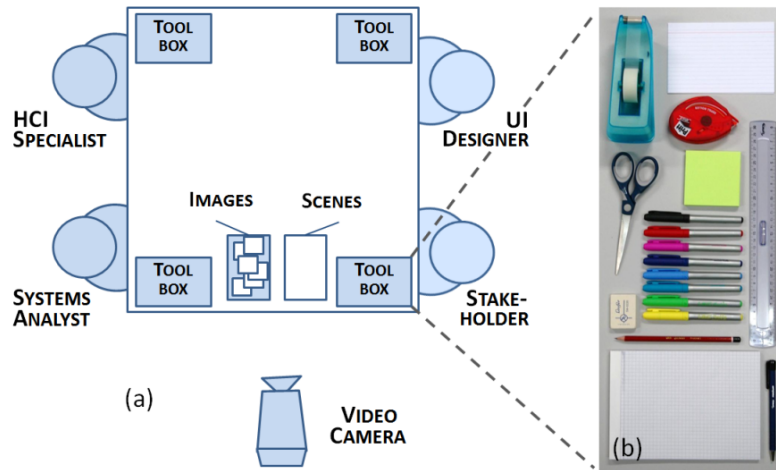 TOOL
BOX
TOOL
BOX
HCI
SPECIALIST
UI
DESIGNER
IMAGES
SCENES
TOOL
BOX
TOOL
BOX
SYSTEMS
ANALYST
STAKE-
HOLDER
(a)
VIDEO
CAMERA
(b)